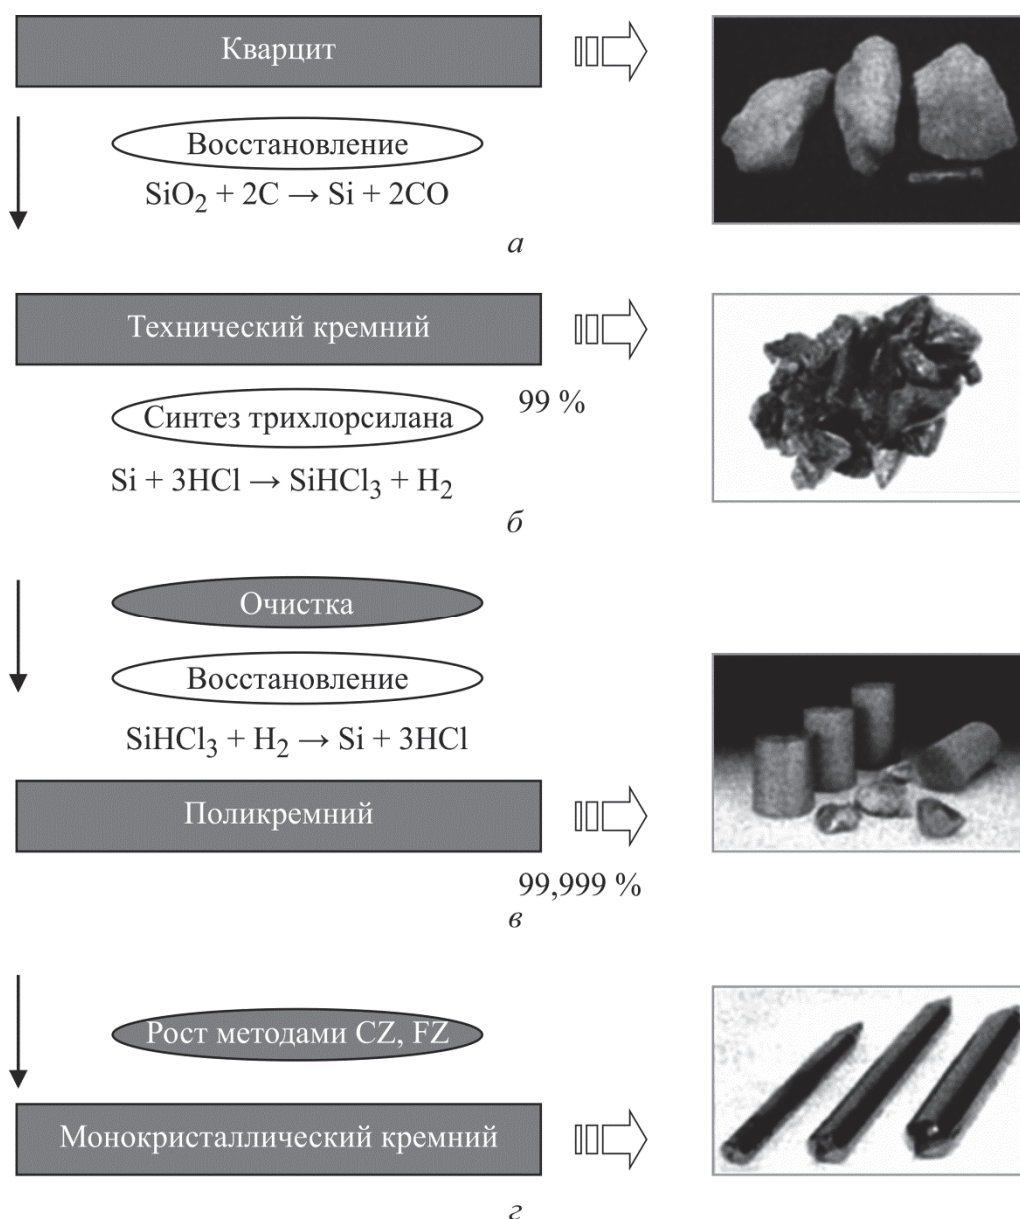 Кварцит
Восстановление
SiO₂ + 2C → Si + 2CO
а
Технический кремний
99 %
Синтез трихлорсилана
Si + 3HCl → SiHCl₃ + H₂
б
Очистка
Восстановление
SiHCl₃ + H₂ → Si + 3HCl
Поликремний
99,999 %
в
Рост методами CZ, FZ
Монокристаллический кремний
г